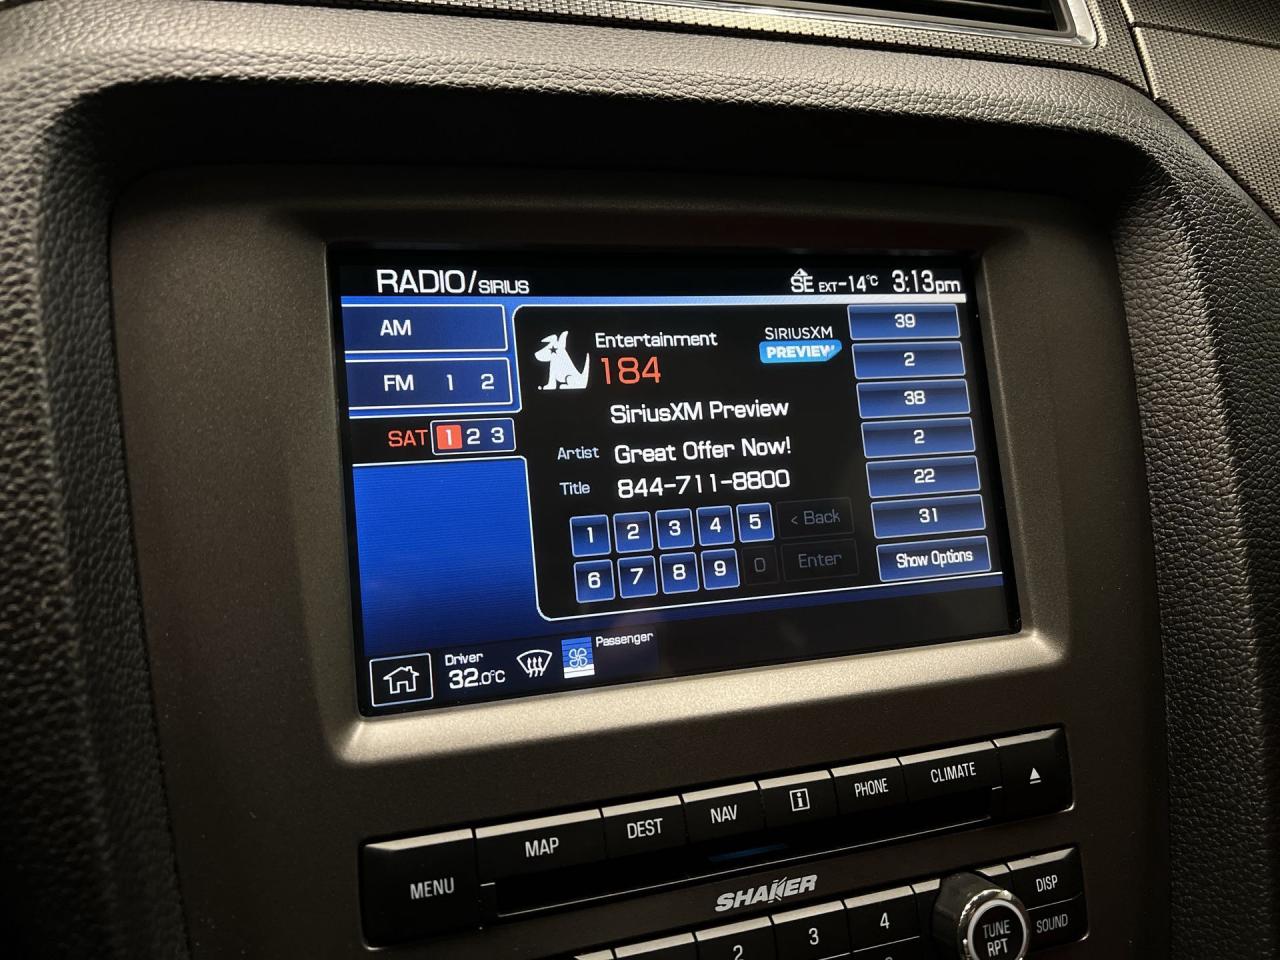 RADIO/SIRIUS
SE EXT-14°C 3:13pm
AM
FM 1 2
SAT 1 2 3
Entertainment
184
SIRIUSXM
PREVIEW
SiriusXM Preview
Artist Great Offer Now!
Title 844-711-8800
1 2 3 4 5 < Back
6 7 8 9 0 Enter
39
2
38
2
22
31
Show Options
Driver
32.0°C
Passenger
MENU
MAP
DEST
NAV
i
PHONE
CLIMATE
SHAKER
2
3
4
TUNE
RPT
DISP
SOUND